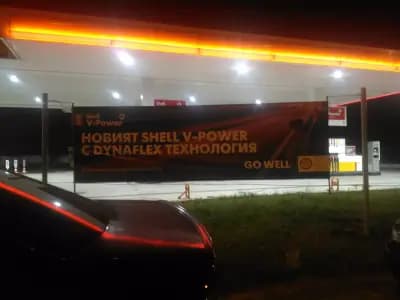 V-Power
НОВИЯТ SHELL V-POWER
С DYNAFLEX ТЕХНОЛОГИЯ
GO WELL